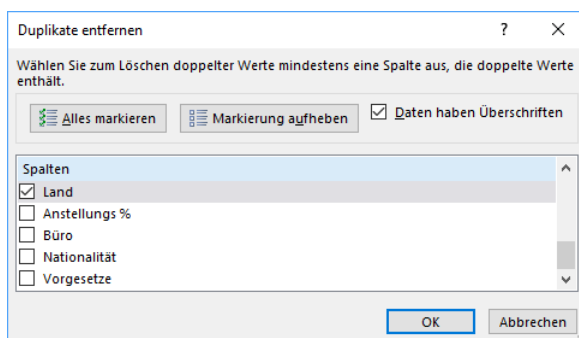 Duplikate entfernen
Wählen Sie zum Löschen doppelter Werte mindestens eine Spalte aus, die doppelte Werte
enthält.
Alles markieren
Markierung aufheben
Daten haben Überschriften
Spalten
Land
Anstellungs %
Büro
Nationalität
Vorgesetze
OK
Abbrechen